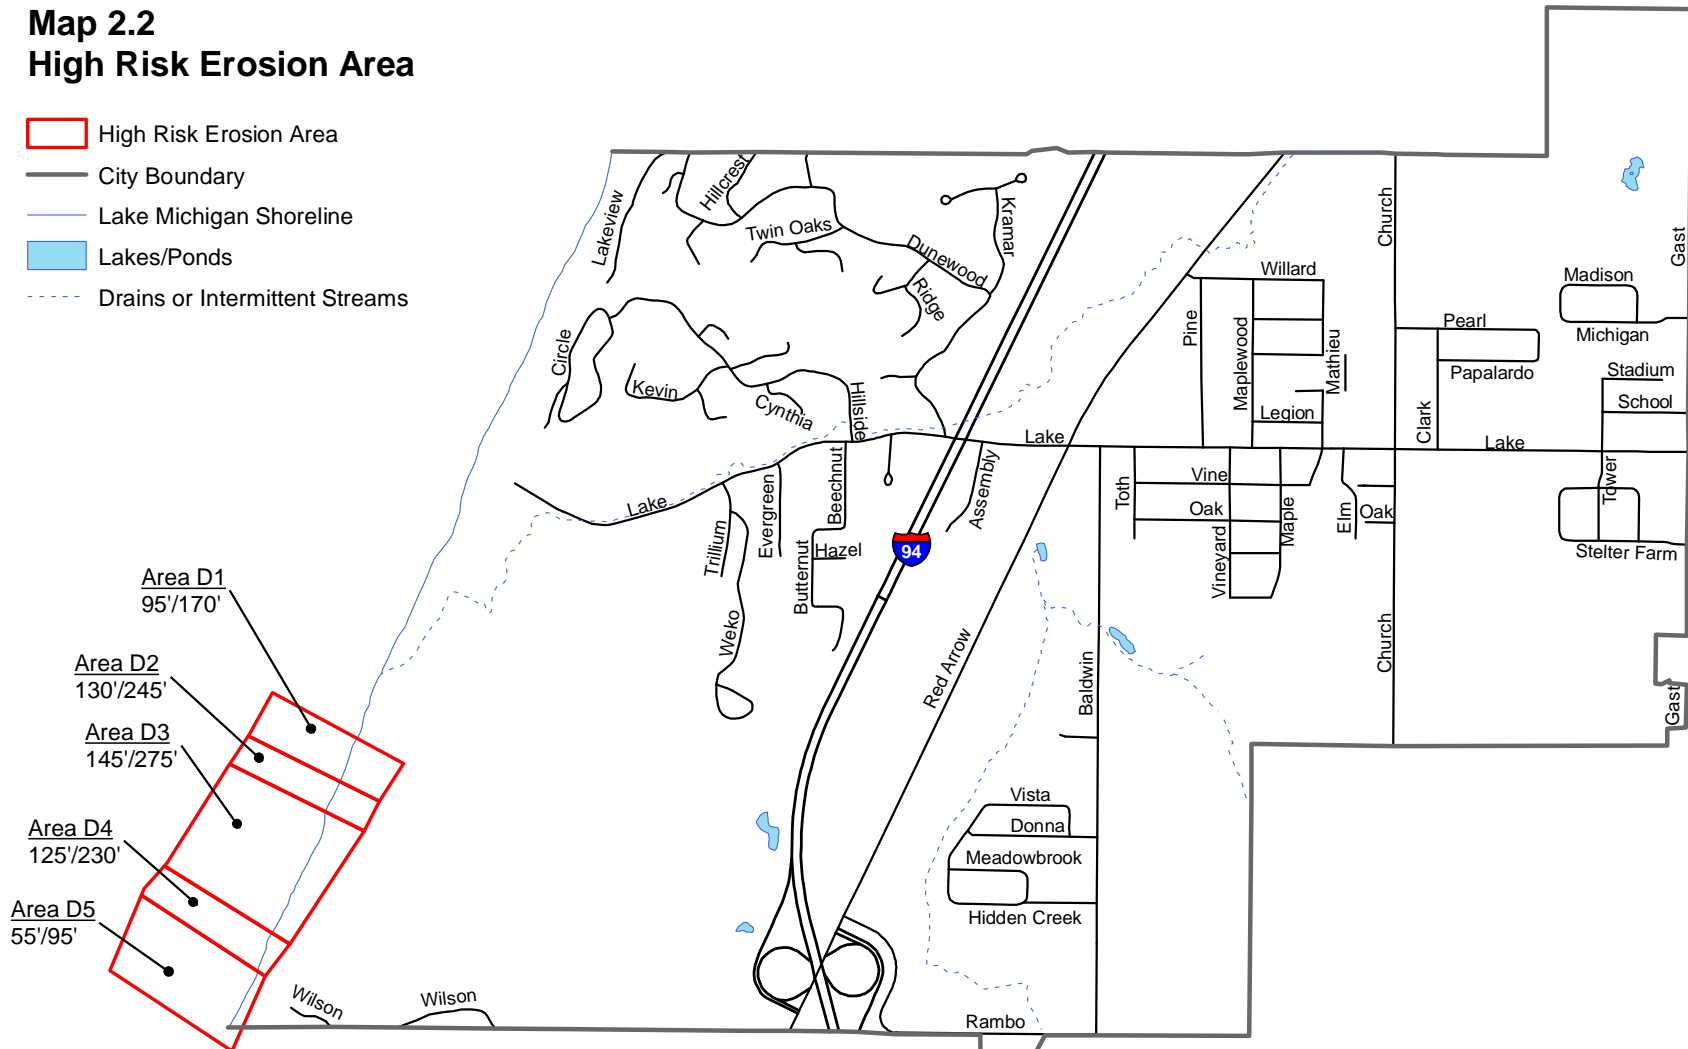 Map 2.2
High Risk Erosion Area
High Risk Erosion Area
City Boundary
Lake Michigan Shoreline
Lakes/Ponds
Drains or Intermittent Streams
Lakeview
Hillcrest
Twin Oaks
Dunewood
Kramar
Ridge
Circle
Kevin
Cynthia
Hillside
Lake
Lake
Lake
Church
Gast
Willard
Pine
Maplewood
Mathieu
Legion
Madison
Michigan
Pearl
Papalardo
Clark
Stadium
School
Tower
Stelter Farm
Trillium
Evergreen
Beechnut
Hazel
Butternut
Weko
Assembly
94
Toth
Vine
Oak
Vineyard
Maple
Elm
Oak
Church
Gast
Red Arrow
Baldwin
Vista
Donna
Meadowbrook
Hidden Creek
Rambo
Wilson
Wilson
Area D1
95'/170'
Area D2
130'/245'
Area D3
145'/275'
Area D4
125'/230'
Area D5
55'/95'